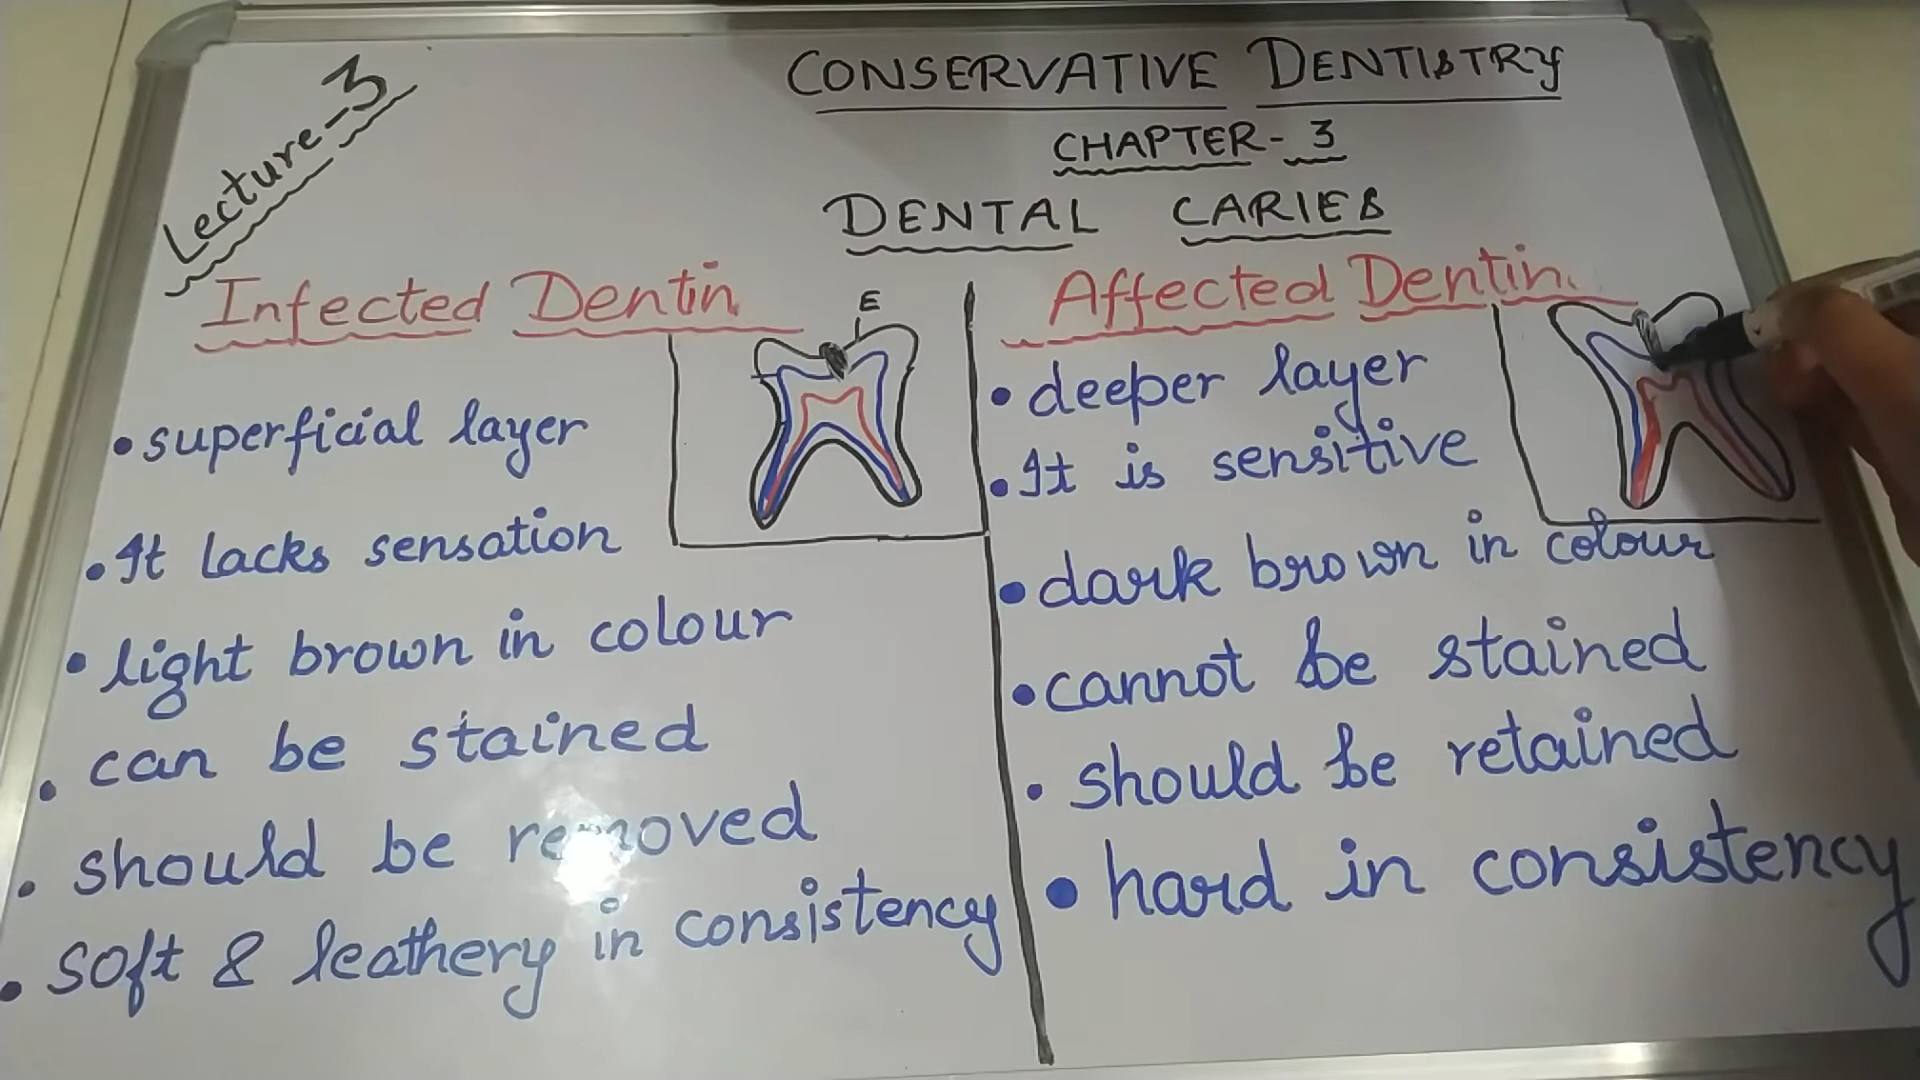 Lecture-3
CONSERVATIVE DENTISTRY
CHAPTER-3
DENTAL CARIES
Infected Dentin
E
• superficial layer
• It lacks sensation
• light brown in colour
• can be stained
• should be removed
• soft & leathery in consistency
Affected Dentin
• deeper layer
• It is sensitive
• dark brown in colour
• cannot be stained
• should be retained
• hard in consistency